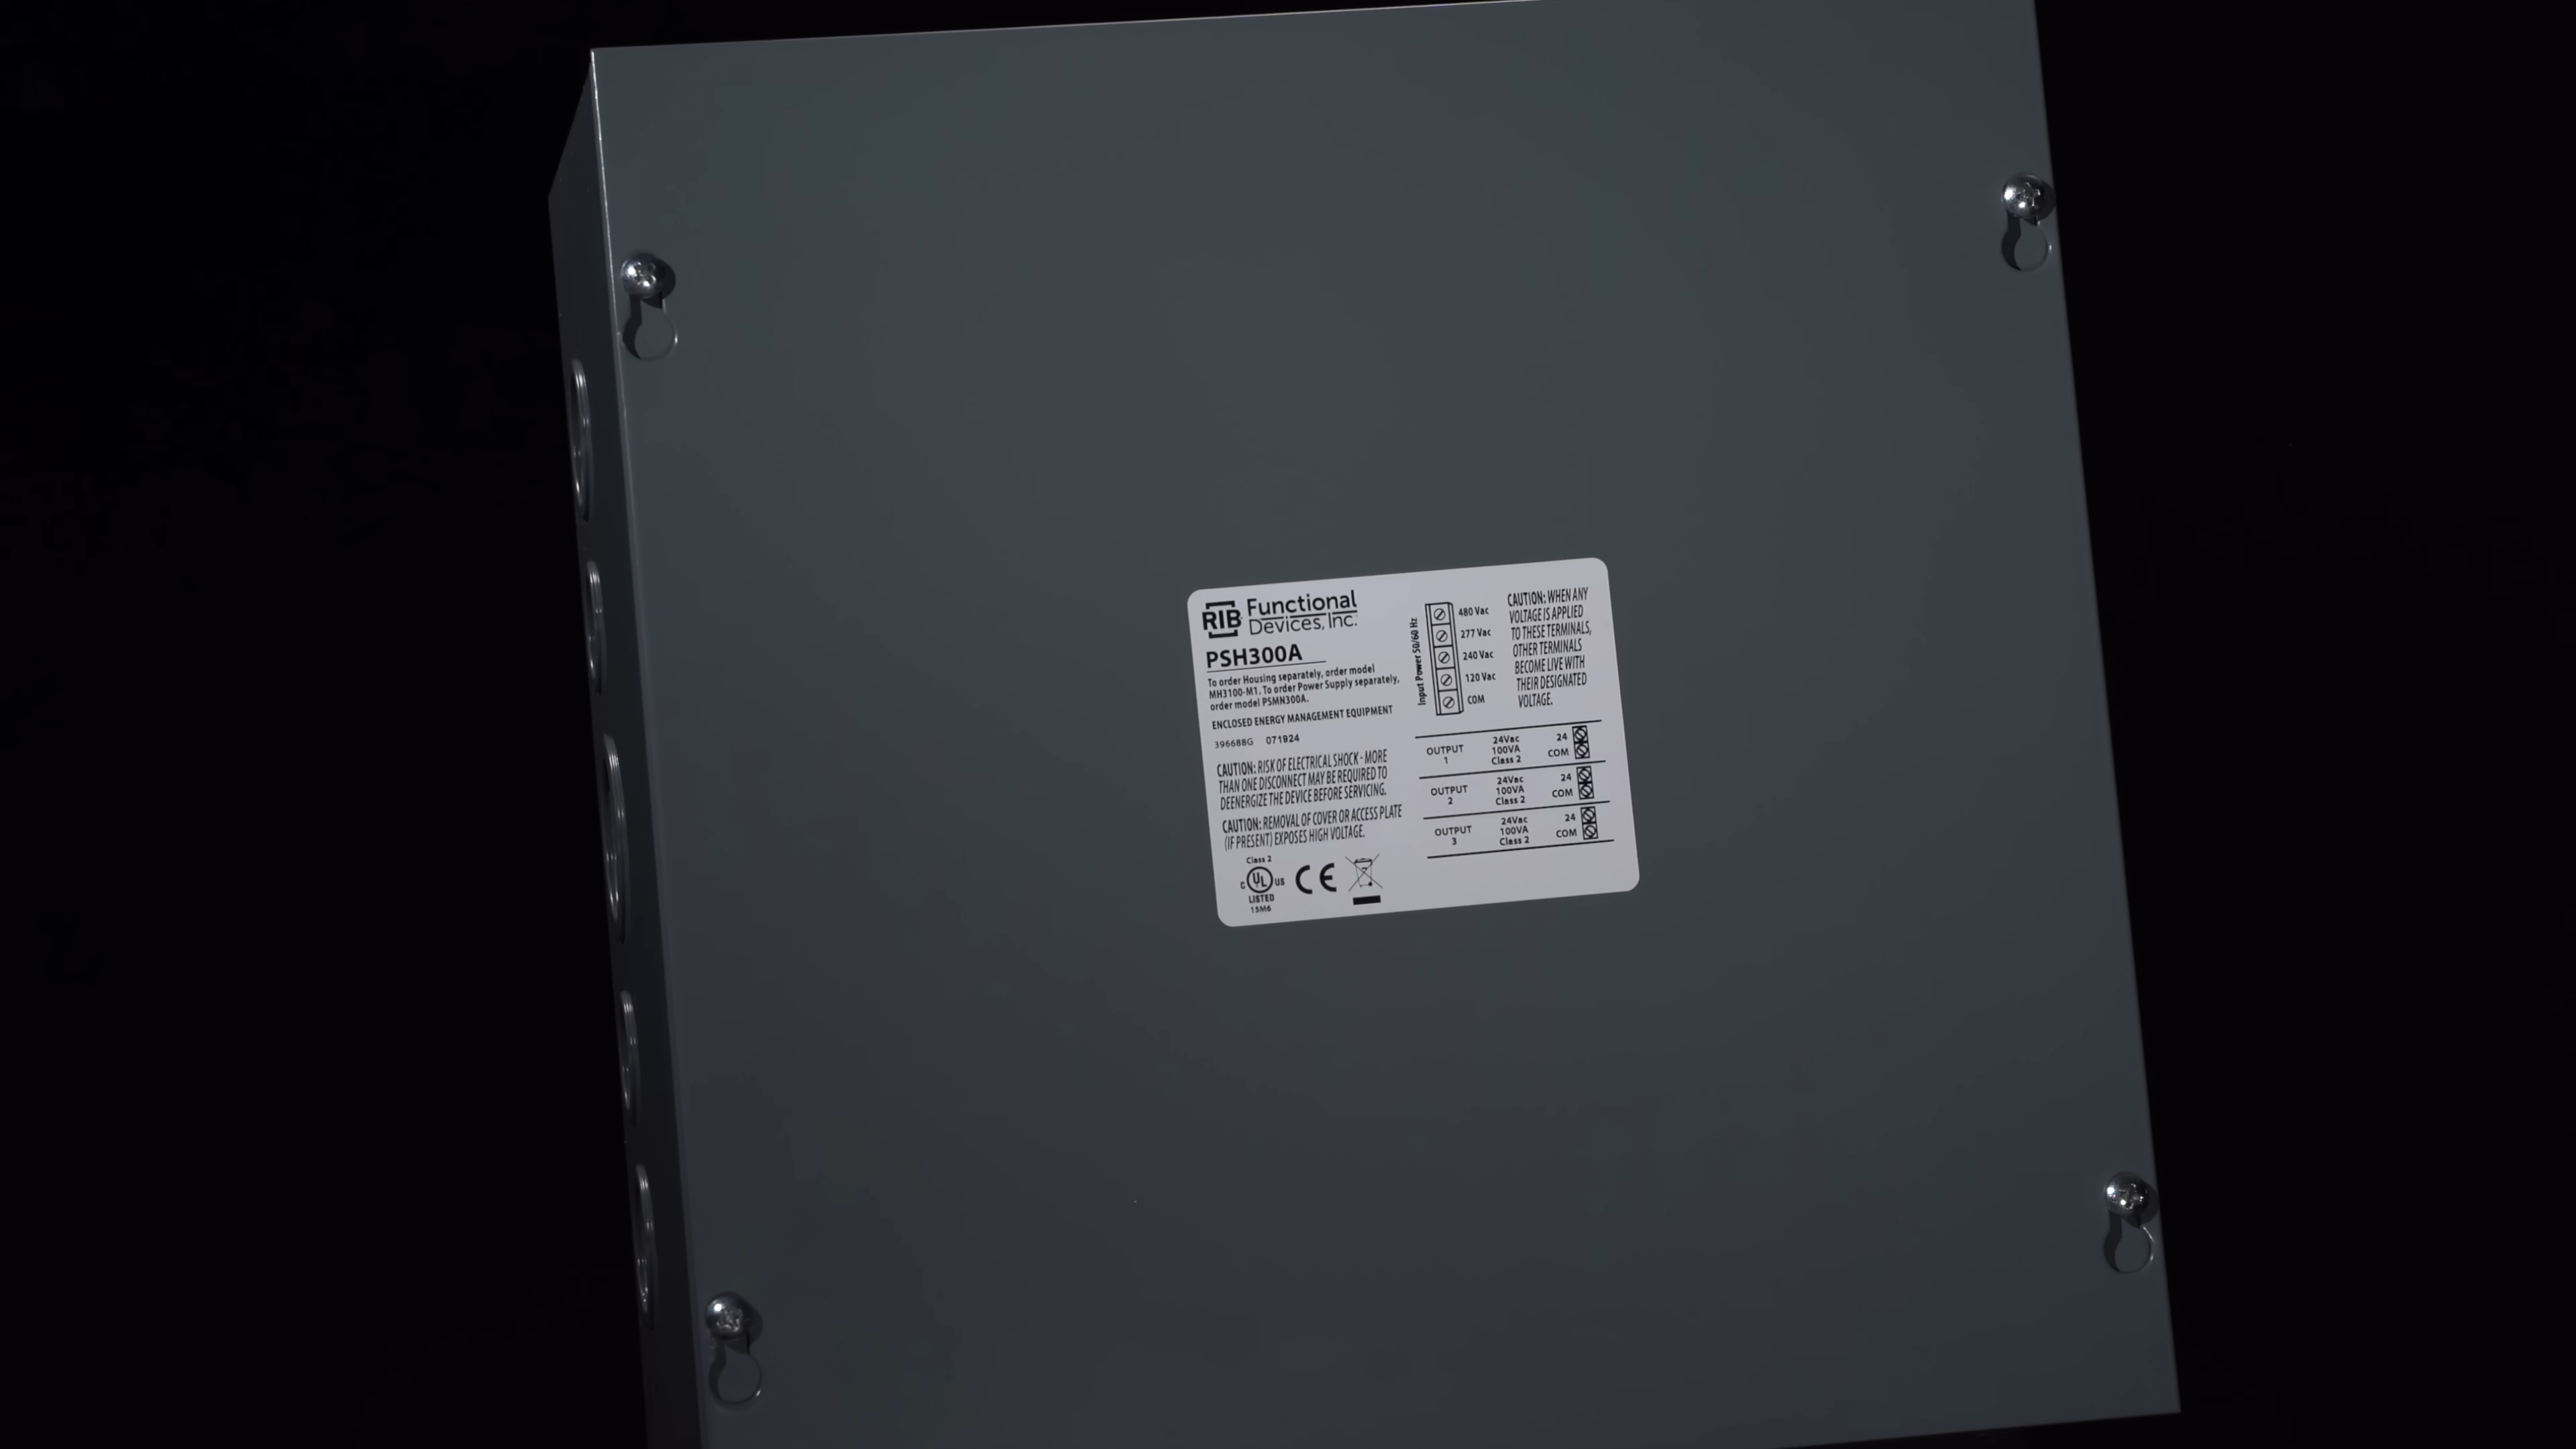 RIB Functional
Devices, Inc.
PSH300A
To order Housing separately, order model
MH3100-M1. To order Power Supply separately,
order model PSMN300A.
ENCLOSED ENERGY MANAGEMENT EQUIPMENT
396688G 071924
CAUTION: RISK OF ELECTRICAL SHOCK - MORE
THAN ONE DISCONNECT MAY BE REQUIRED TO
DEENERGIZE THE DEVICE BEFORE SERVICING.
CAUTION: REMOVAL OF COVER OR ACCESS PLATE
(IF PRESENT) EXPOSES HIGH VOLTAGE.
Class 2
C UL US
LISTED
15M6
CE
Input Power 50/60 Hz
480 Vac
277 Vac
240 Vac
120 Vac
COM
CAUTION: WHEN ANY
VOLTAGE IS APPLIED
TO THESE TERMINALS,
OTHER TERMINALS
BECOME LIVE WITH
THEIR DESIGNATED
VOLTAGE.
OUTPUT
1
24Vac
100VA
Class 2
24
COM
OUTPUT
2
24Vac
100VA
Class 2
24
COM
OUTPUT
3
24Vac
100VA
Class 2
24
COM